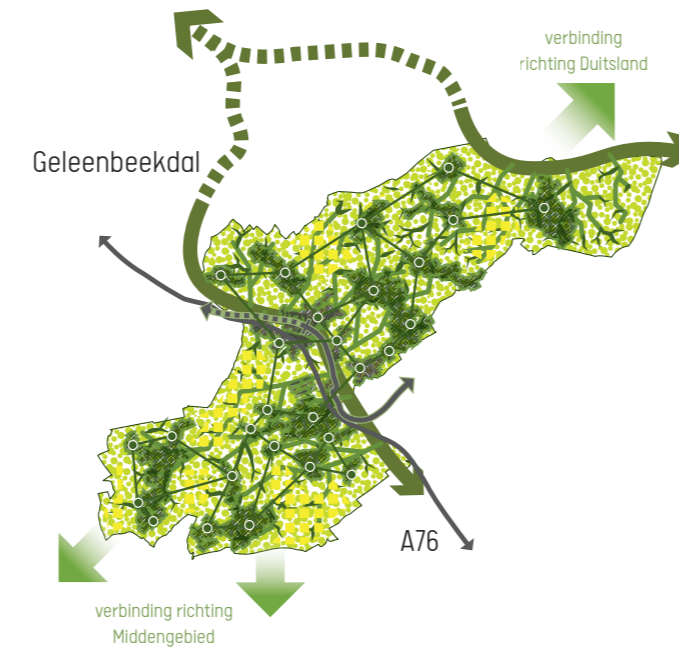 verbinding
richting Duitsland
Geleenbeekdal
A76
verbinding richting
Middengebied